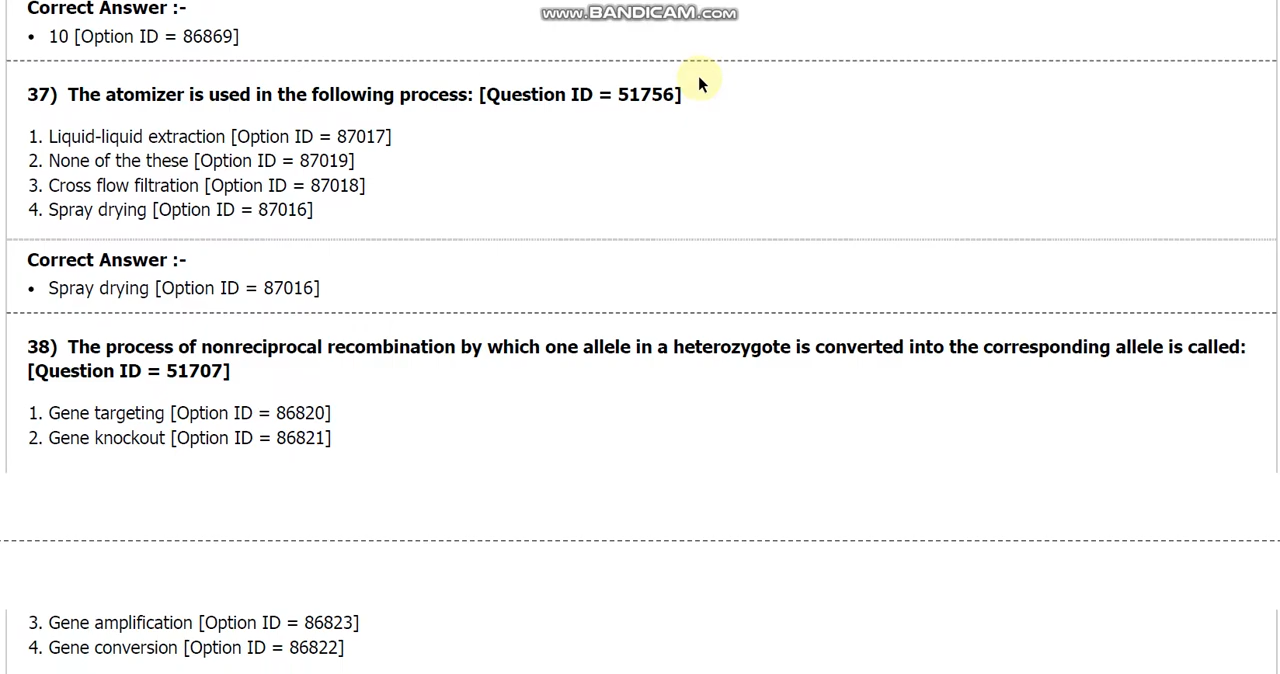 Correct Answer :-
www.BANDICAM.com
• 10 [Option ID = 86869]
37) The atomizer is used in the following process: [Question ID = 51756]
1. Liquid-liquid extraction [Option ID = 87017]
2. None of the these [Option ID = 87019]
3. Cross flow filtration [Option ID = 87018]
4. Spray drying [Option ID = 87016]
Correct Answer :-
• Spray drying [Option ID = 87016]
38) The process of nonreciprocal recombination by which one allele in a heterozygote is converted into the corresponding allele is called:
[Question ID = 51707]
1. Gene targeting [Option ID = 86820]
2. Gene knockout [Option ID = 86821]
3. Gene amplification [Option ID = 86823]
4. Gene conversion [Option ID = 86822]